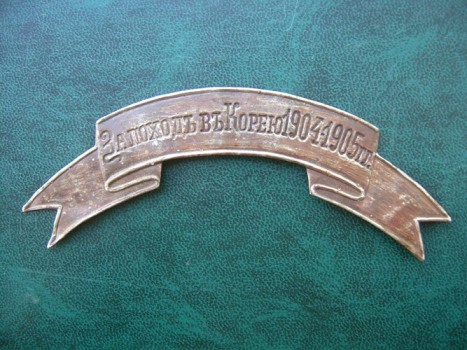 За походъ въ Корею 1904-1905 гг.